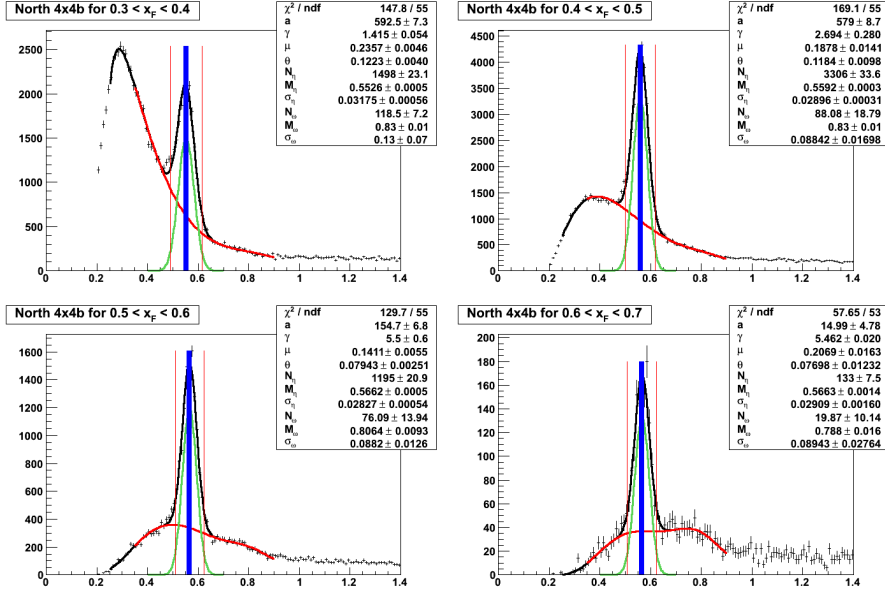 North 4x4b for 0.3 < x_F < 0.4
χ² / ndf 147.8 / 55
a 592.5 ± 7.3
γ 1.415 ± 0.054
μ 0.2357 ± 0.0046
θ 0.1223 ± 0.0040
N_η 1498 ± 23.1
M_η 0.5526 ± 0.0005
σ_η 0.03175 ± 0.00056
N_ω 118.5 ± 7.2
M_ω 0.83 ± 0.01
σ_ω 0.13 ± 0.07
2500
2000
1500
1000
500
0
0 0.2 0.4 0.6 0.8 1 1.2 1.4
North 4x4b for 0.4 < x_F < 0.5
χ² / ndf 169.1 / 55
a 579 ± 8.7
γ 2.694 ± 0.280
μ 0.1878 ± 0.0141
θ 0.1184 ± 0.0098
N_η 3306 ± 33.6
M_η 0.5592 ± 0.0003
σ_η 0.02896 ± 0.00031
N_ω 88.08 ± 18.79
M_ω 0.83 ± 0.01
σ_ω 0.08842 ± 0.01698
4500
4000
3500
3000
2500
2000
1500
1000
500
0
0 0.2 0.4 0.6 0.8 1 1.2 1.4
North 4x4b for 0.5 < x_F < 0.6
χ² / ndf 129.7 / 55
a 154.7 ± 6.8
γ 5.5 ± 0.6
μ 0.1411 ± 0.0055
θ 0.07943 ± 0.00251
N_η 1195 ± 20.9
M_η 0.5662 ± 0.0005
σ_η 0.02827 ± 0.00054
N_ω 76.09 ± 13.94
M_ω 0.8064 ± 0.0093
σ_ω 0.0882 ± 0.0126
1600
1400
1200
1000
800
600
400
200
0
0 0.2 0.4 0.6 0.8 1 1.2 1.4
North 4x4b for 0.6 < x_F < 0.7
χ² / ndf 57.65 / 53
a 14.99 ± 4.78
γ 5.462 ± 0.020
μ 0.2069 ± 0.0163
θ 0.07698 ± 0.01232
N_η 133 ± 7.5
M_η 0.5663 ± 0.0014
σ_η 0.02909 ± 0.00160
N_ω 19.87 ± 10.14
M_ω 0.788 ± 0.016
σ_ω 0.08943 ± 0.02764
200
180
160
140
120
100
80
60
40
20
0
0 0.2 0.4 0.6 0.8 1 1.2 1.4